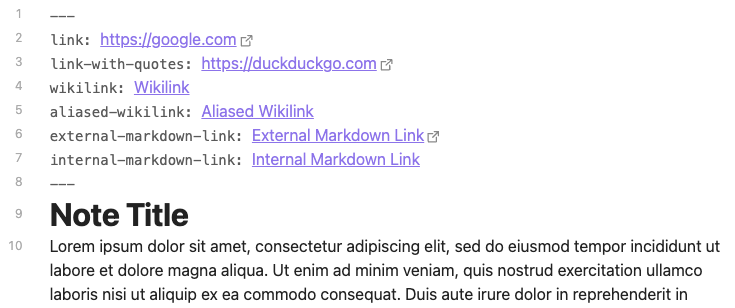 1 ---
2 link: https://google.com
3 link-with-quotes: https://duckduckgo.com
4 wikilink: Wikilink
5 aliased-wikilink: Aliased Wikilink
6 external-markdown-link: External Markdown Link
7 internal-markdown-link: Internal Markdown Link
8 ---
9 Note Title
10 Lorem ipsum dolor sit amet, consectetur adipiscing elit, sed do eiusmod tempor incididunt ut
labore et dolore magna aliqua. Ut enim ad minim veniam, quis nostrud exercitation ullamco
laboris nisi ut aliquip ex ea commodo consequat. Duis aute irure dolor in reprehenderit in